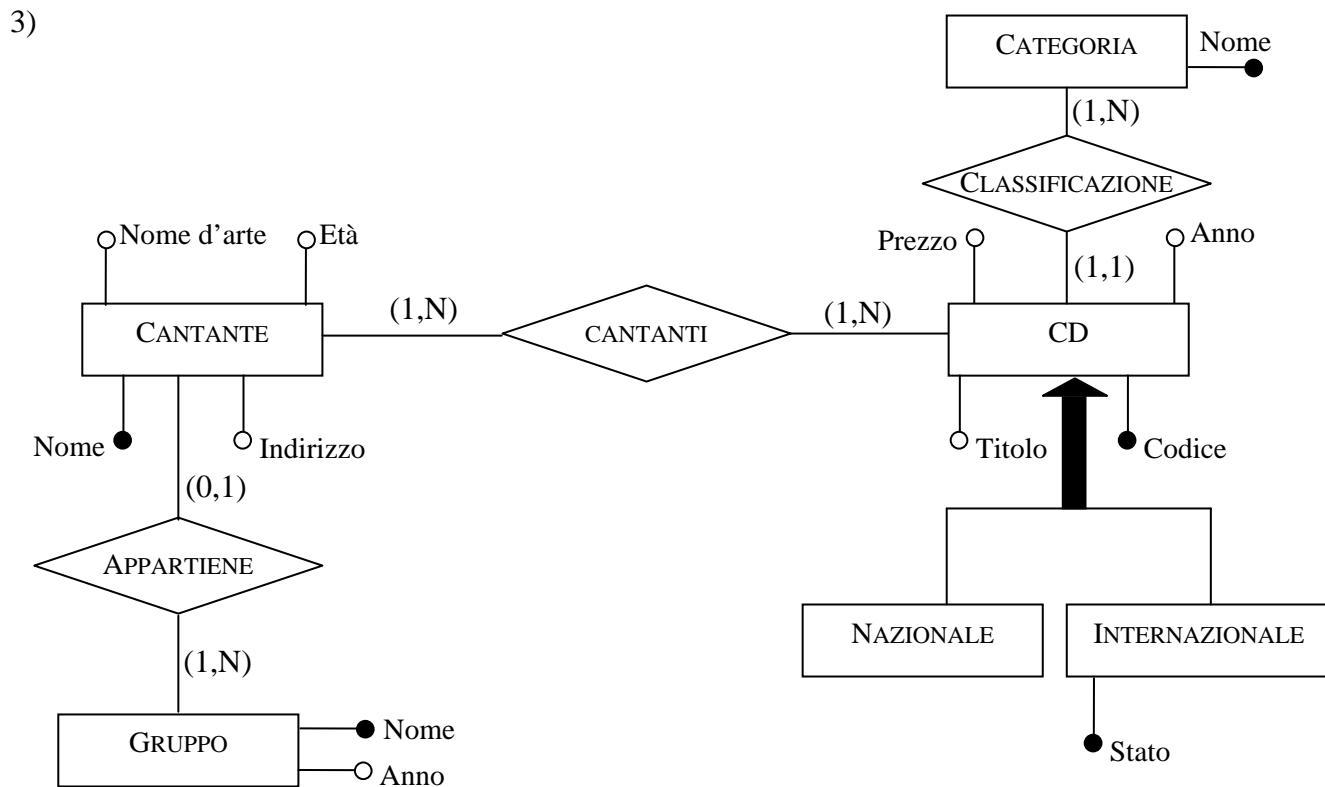 3)
CATEGORIA
Nome
(1,N)
CLASSIFICAZIONE
Nome d’arte
Età
Prezzo
Anno
(1,1)
CANTANTE
(1,N)
CANTANTI
(1,N)
CD
Nome
Indirizzo
Titolo
Codice
(0,1)
APPARTIENE
NAZIONALE
INTERNAZIONALE
(1,N)
GRUPPO
Nome
Anno
Stato